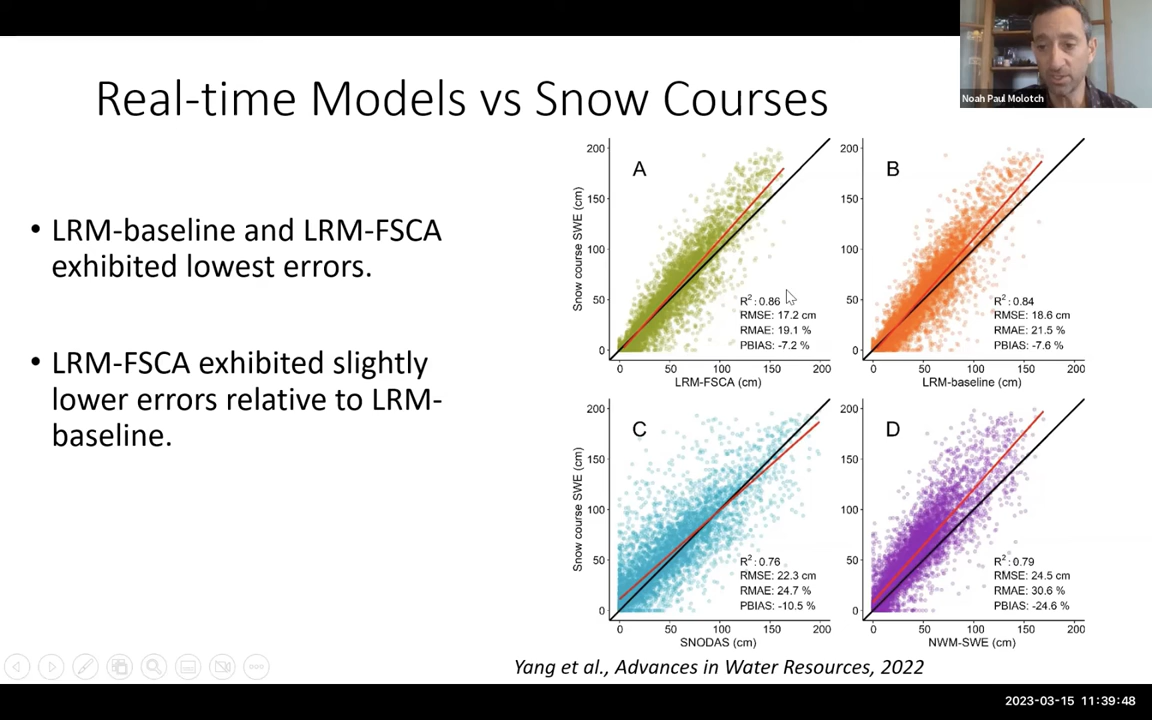 Noah Paul Molotch
Real-time Models vs Snow Courses
• LRM-baseline and LRM-FSCA
exhibited lowest errors.
• LRM-FSCA exhibited slightly
lower errors relative to LRM-
baseline.
A
200
150
100
50
0
Snow course SWE (cm)
R²: 0.86
RMSE: 17.2 cm
RMAE: 19.1 %
PBIAS: -7.2 %
0 50 100 150 200
LRM-FSCA (cm)
B
200
150
100
50
0
R²: 0.84
RMSE: 18.6 cm
RMAE: 21.5 %
PBIAS: -7.6 %
0 50 100 150 200
LRM-baseline (cm)
C
200
150
100
50
0
Snow course SWE (cm)
R²: 0.76
RMSE: 22.3 cm
RMAE: 24.7 %
PBIAS: -10.5 %
0 50 100 150 200
SNODAS (cm)
D
200
150
100
50
0
R²: 0.79
RMSE: 24.5 cm
RMAE: 30.6 %
PBIAS: -24.6 %
0 50 100 150 200
NWM-SWE (cm)
Yang et al., Advances in Water Resources, 2022
2023-03-15 11:39:48